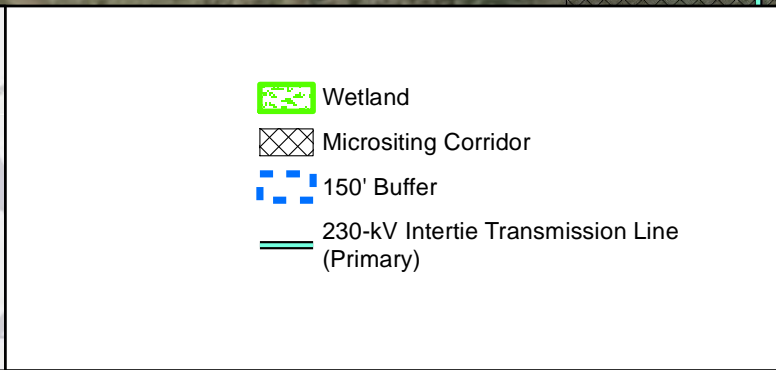 Wetland
Micrositing Corridor
150' Buffer
230-kV Intertie Transmission Line
(Primary)